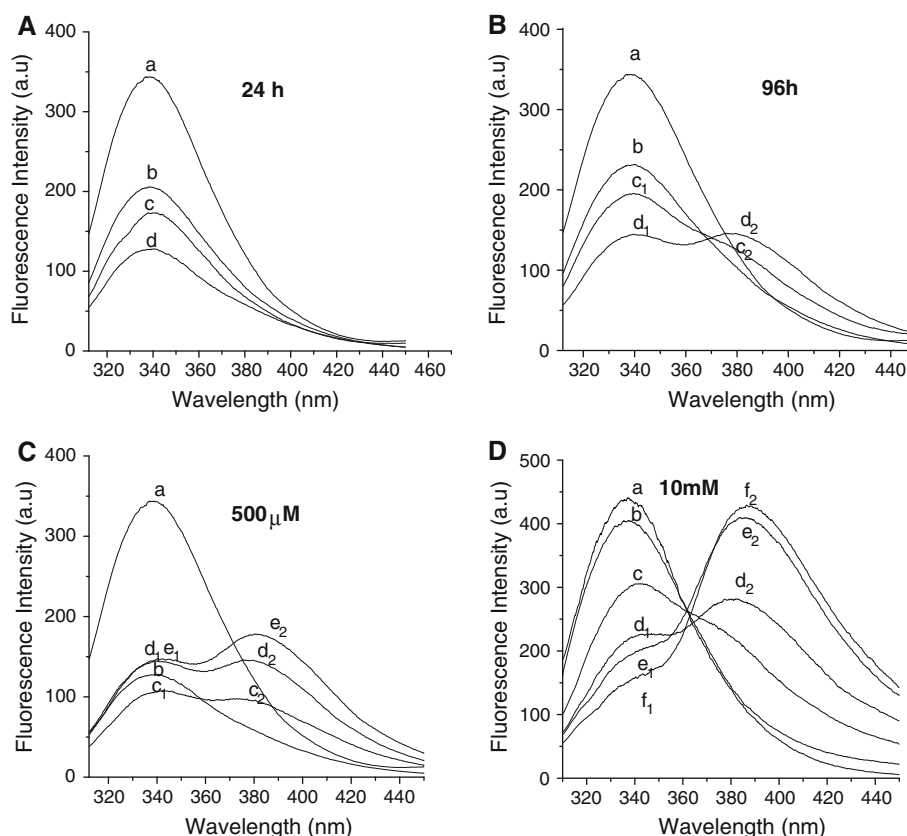 A
24 h
a
b
c
d
400
300
200
100
0
320 340 360 380 400 420 440 460
Wavelength (nm)
Fluorescence Intensity (a.u)
B
96h
a
b
c1
d1
d2
c2
400
300
200
100
0
320 340 360 380 400 420 440
Wavelength (nm)
Fluorescence Intensity (a.u)
C
500 μM
a
e2
d1 e1
d2
b
c1
c2
400
300
200
100
0
320 340 360 380 400 420 440
Wavelength (nm)
Fluorescence Intensity (a.u)
D
10mM
a
b
f2
e2
c
d2
d1
e1
f1
500
400
300
200
100
0
320 340 360 380 400 420 440
Wavelength (nm)
Fluorescence Intensity (a.u)